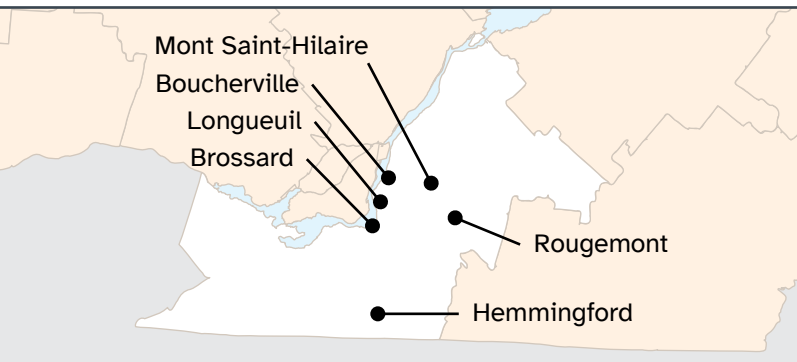 Mont Saint-Hilaire
Boucherville
Longueuil
Brossard
Rougemont
Hemmingford